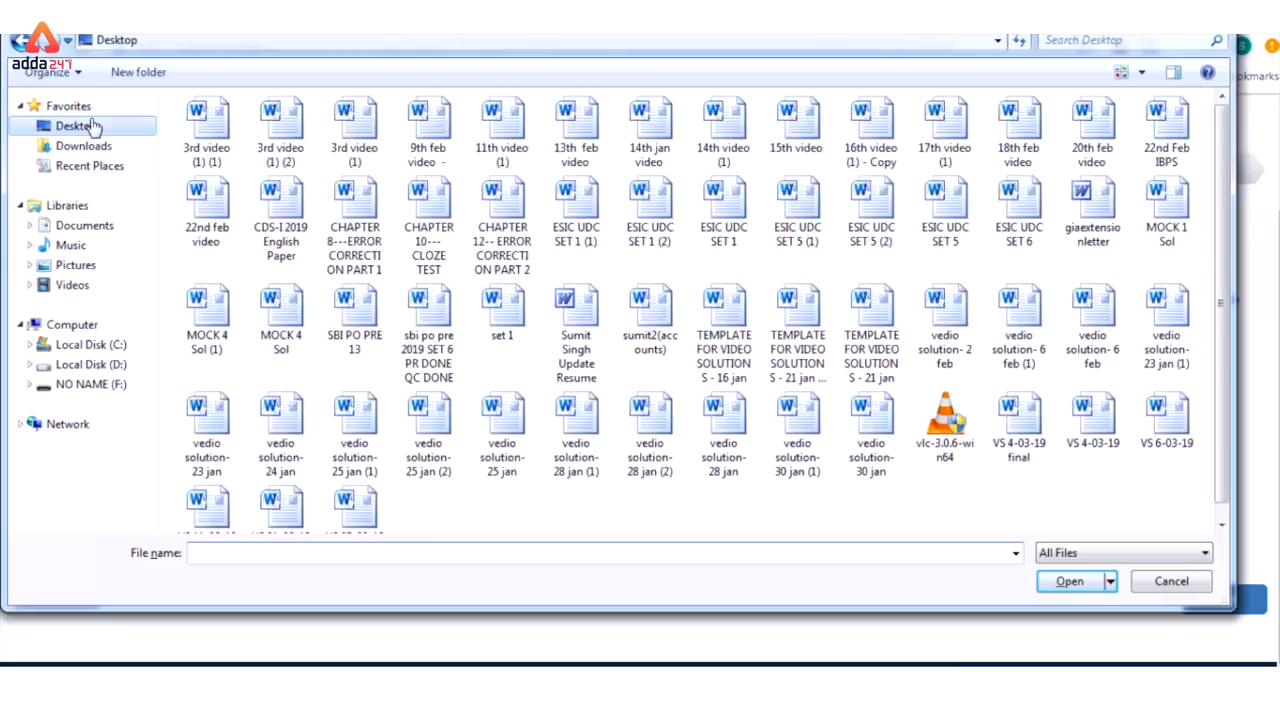 adda247
Desktop
Search Desktop
Organize
New folder
okmarks
Favorites
Desktop
Downloads
Recent Places
Libraries
Documents
Music
Pictures
Videos
Computer
Local Disk (C:)
Local Disk (D:)
NO NAME (F:)
Network
3rd video
(1) (1)
3rd video
(1) (2)
3rd video
(1)
9th feb
video -
11th video
(1)
13th feb
video
14th jan
video
14th video
(1)
15th video
16th video
(1) - Copy
17th video
(1)
18th feb
video
20th feb
video
22nd Feb
IBPS
22nd feb
video
CDS-I 2019
English
Paper
CHAPTER
8---ERROR
CORRECTI
ON PART 1
CHAPTER
10---
CLOZE
TEST
CHAPTER
12-- ERROR
CORRECTI
ON PART 2
ESIC UDC
SET 1 (1)
ESIC UDC
SET 1 (2)
ESIC UDC
SET 1
ESIC UDC
SET 5 (1)
ESIC UDC
SET 5 (2)
ESIC UDC
SET 5
ESIC UDC
SET 6
giaextensio
nletter
MOCK 1
Sol
MOCK 4
Sol (1)
MOCK 4
Sol
SBI PO PRE
13
sbi po pre
2019 SET 6
PR DONE
QC DONE
set 1
Sumit
Singh
Update
Resume
sumit2(acc
ounts)
TEMPLATE
FOR VIDEO
SOLUTION
S - 16 jan
TEMPLATE
FOR VIDEO
SOLUTION
S - 21 jan ...
TEMPLATE
FOR VIDEO
SOLUTION
S - 21 jan
vedio
solution- 2
feb
vedio
solution- 6
feb (1)
vedio
solution- 6
feb
vedio
solution-
23 jan (1)
vedio
solution-
23 jan
vedio
solution-
24 jan
vedio
solution-
25 jan (1)
vedio
solution-
25 jan (2)
vedio
solution-
25 jan
vedio
solution-
28 jan (1)
vedio
solution-
28 jan (2)
vedio
solution-
28 jan
vedio
solution-
30 jan (1)
vedio
solution-
30 jan
vlc-3.0.6-wi
n64
VS 4-03-19
final
VS 4-03-19
VS 6-03-19
File name:
All Files
Open
Cancel